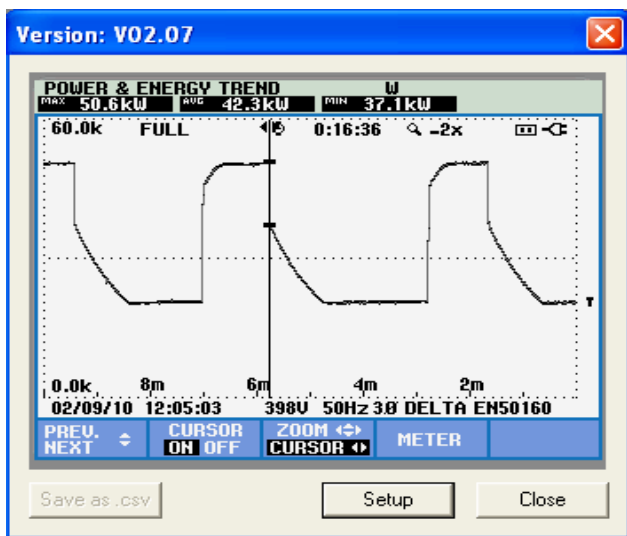 Version: V02.07
POWER & ENERGY TREND W
MAX 50.6kW AVG 42.3kW MIN 37.1kW
60.0k FULL 0:16:36 -2x
T
0.0k 8m 6m 4m 2m
02/09/10 12:05:03 398V 50Hz 3Ø DELTA EN50160
PREV. NEXT
CURSOR ON OFF
ZOOM CURSOR
METER
Save as .csv Setup Close